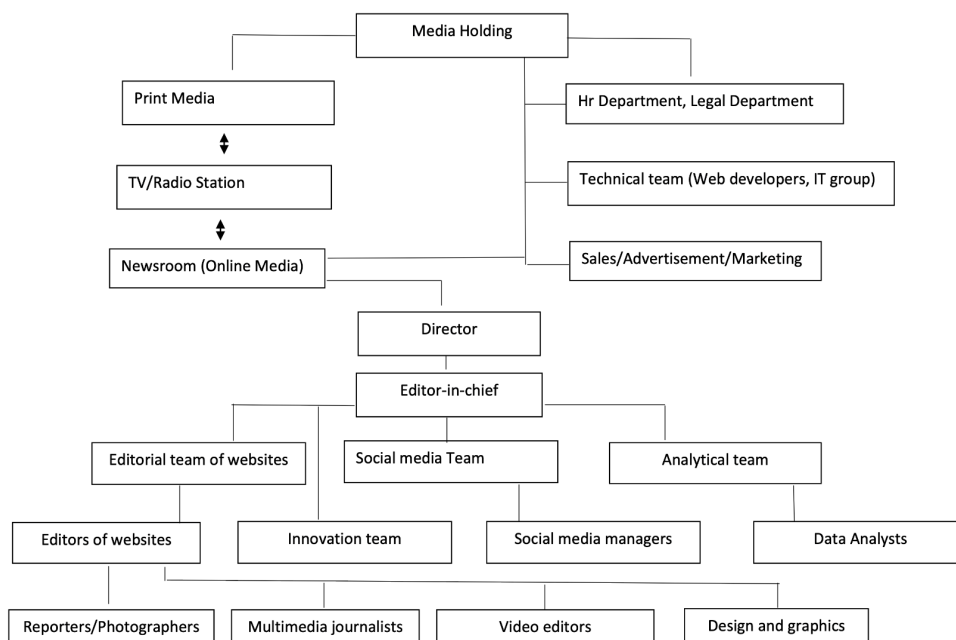 Media Holding
Print Media
Hr Department, Legal Department
TV/Radio Station
Technical team (Web developers, IT group)
Newsroom (Online Media)
Sales/Advertisement/Marketing
Director
Editor-in-chief
Editorial team of websites
Social media Team
Analytical team
Editors of websites
Innovation team
Social media managers
Data Analysts
Reporters/Photographers
Multimedia journalists
Video editors
Design and graphics